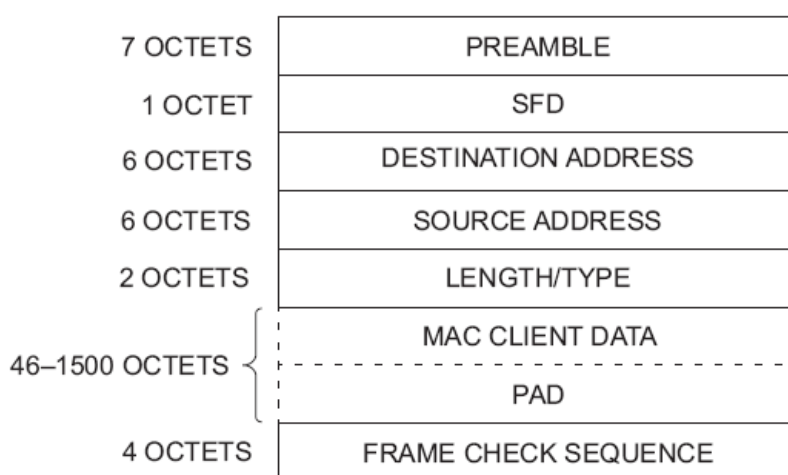 7 OCTETS PREAMBLE
1 OCTET SFD
6 OCTETS DESTINATION ADDRESS
6 OCTETS SOURCE ADDRESS
2 OCTETS LENGTH/TYPE
MAC CLIENT DATA
46–1500 OCTETS
PAD
4 OCTETS FRAME CHECK SEQUENCE